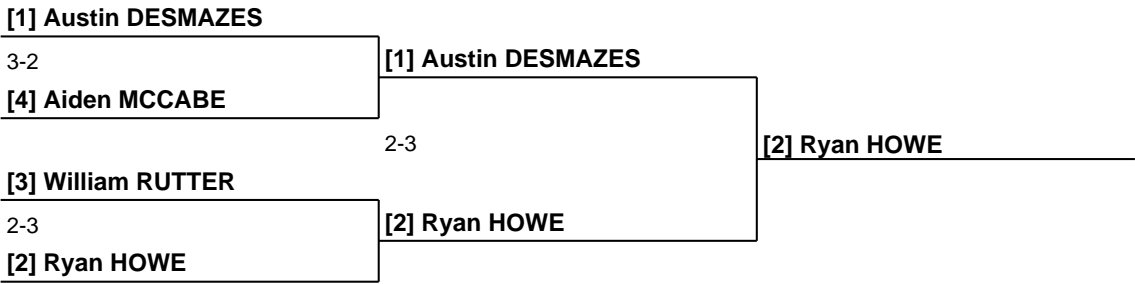 [1] Austin DESMAZES
3-2
[1] Austin DESMAZES
[4] Aiden MCCABE
2-3
[2] Ryan HOWE
[3] William RUTTER
2-3
[2] Ryan HOWE
[2] Ryan HOWE